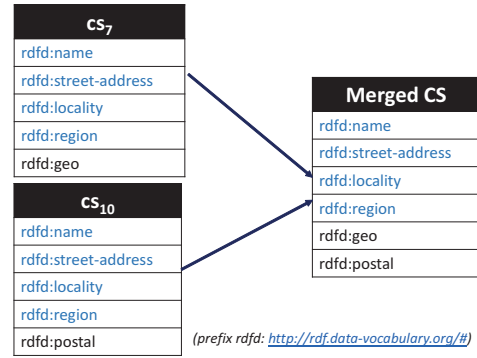 cs7
rdfd:name
rdfd:street-address
rdfd:locality
rdfd:region
rdfd:geo
cs10
rdfd:name
rdfd:street-address
rdfd:locality
rdfd:region
rdfd:postal
Merged CS
rdfd:name
rdfd:street-address
rdfd:locality
rdfd:region
rdfd:geo
rdfd:postal
(prefix rdfd: http://rdf.data-vocabulary.org/#)